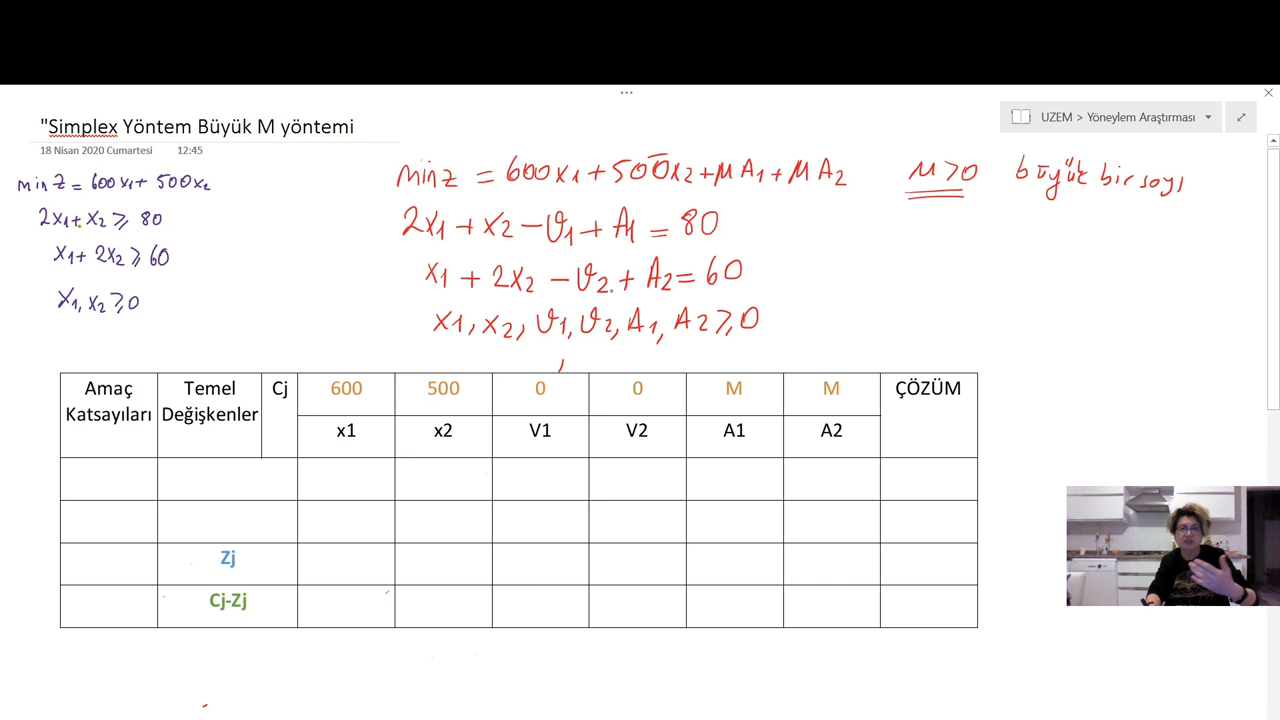 "Simplex Yöntem Büyük M yöntemi
18 Nisan 2020 Cumartesi 12:45
UZEM > Yöneylem Araştırması
min Z = 600x1 + 500x2
2x1 + x2 ≥ 80
x1 + 2x2 ≥ 60
x1, x2 ≥ 0
min Z = 600x1 + 500x2 + MA1 + MA2
M > 0 büyük bir sayı
2x1 + x2 - V1 + A1 = 80
x1 + 2x2 - V2 + A2 = 60
x1, x2, V1, V2, A1, A2 ≥ 0
Amaç Katsayıları Temel Değişkenler Cj 600 500 0 0 M M ÇÖZÜM
x1 x2 V1 V2 A1 A2
Zj
Cj-Zj